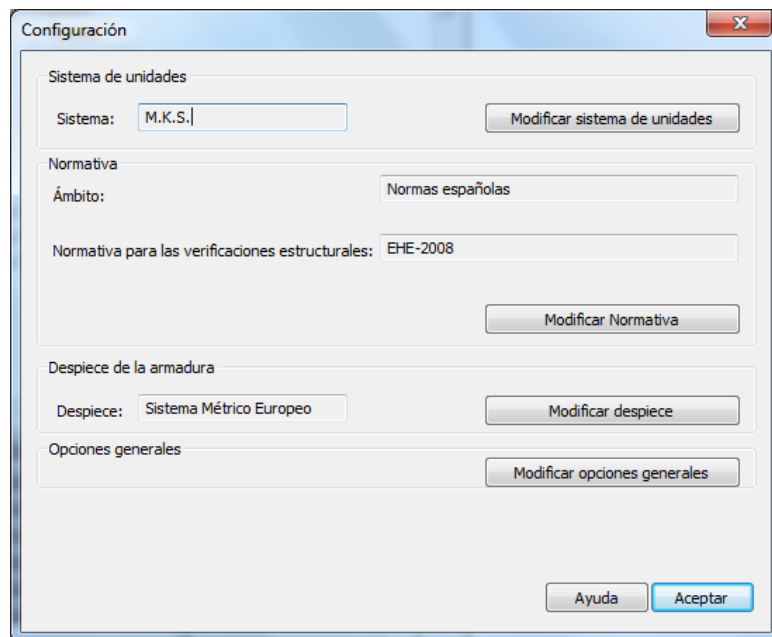 Configuración
Sistema de unidades
Sistema: M.K.S. Modificar sistema de unidades
Normativa
Ámbito: Normas españolas
Normativa para las verificaciones estructurales: EHE-2008
Modificar Normativa
Despiece de la armadura
Despiece: Sistema Métrico Europeo Modificar despiece
Opciones generales
Modificar opciones generales
Ayuda Aceptar